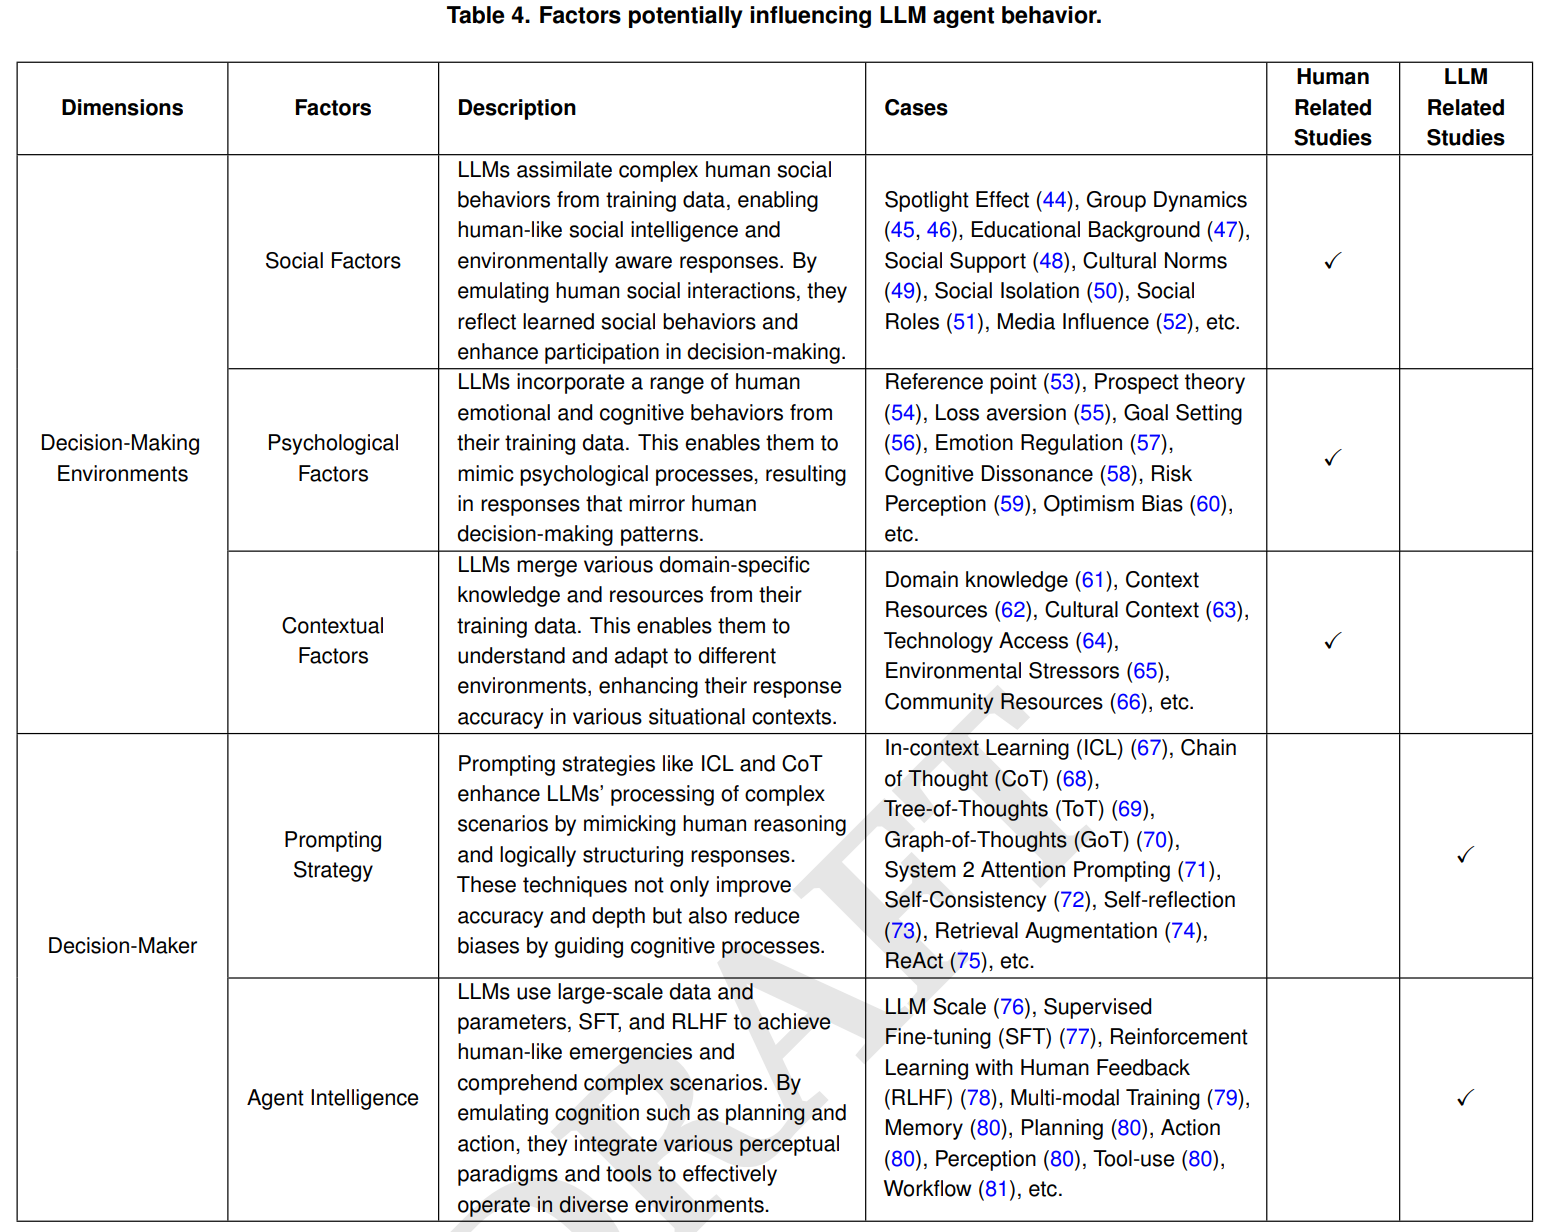 Table 4. Factors potentially influencing LLM agent behavior.
Dimensions
Factors
Description
Cases
Human
Related
Studies
LLM
Related
Studies
Decision-Making
Environments
Social Factors
LLMs assimilate complex human social
behaviors from training data, enabling
human-like social intelligence and
environmentally aware responses. By
emulating human social interactions, they
reflect learned social behaviors and
enhance participation in decision-making.
Spotlight Effect (44), Group Dynamics
(45, 46), Educational Background (47),
Social Support (48), Cultural Norms
(49), Social Isolation (50), Social
Roles (51), Media Influence (52), etc.
✓
Psychological
Factors
LLMs incorporate a range of human
emotional and cognitive behaviors from
their training data. This enables them to
mimic psychological processes, resulting
in responses that mirror human
decision-making patterns.
Reference point (53), Prospect theory
(54), Loss aversion (55), Goal Setting
(56), Emotion Regulation (57),
Cognitive Dissonance (58), Risk
Perception (59), Optimism Bias (60),
etc.
✓
Contextual
Factors
LLMs merge various domain-specific
knowledge and resources from their
training data. This enables them to
understand and adapt to different
environments, enhancing their response
accuracy in various situational contexts.
Domain knowledge (61), Context
Resources (62), Cultural Context (63),
Technology Access (64),
Environmental Stressors (65),
Community Resources (66), etc.
✓
Decision-Maker
Prompting
Strategy
Prompting strategies like ICL and CoT
enhance LLMs' processing of complex
scenarios by mimicking human reasoning
and logically structuring responses.
These techniques not only improve
accuracy and depth but also reduce
biases by guiding cognitive processes.
In-context Learning (ICL) (67), Chain
of Thought (CoT) (68),
Tree-of-Thoughts (ToT) (69),
Graph-of-Thoughts (GoT) (70),
System 2 Attention Prompting (71),
Self-Consistency (72), Self-reflection
(73), Retrieval Augmentation (74),
ReAct (75), etc.
✓
Agent Intelligence
LLMs use large-scale data and
parameters, SFT, and RLHF to achieve
human-like emergencies and
comprehend complex scenarios. By
emulating cognition such as planning and
action, they integrate various perceptual
paradigms and tools to effectively
operate in diverse environments.
LLM Scale (76), Supervised
Fine-tuning (SFT) (77), Reinforcement
Learning with Human Feedback
(RLHF) (78), Multi-modal Training (79),
Memory (80), Planning (80), Action
(80), Perception (80), Tool-use (80),
Workflow (81), etc.
✓
DRAFT